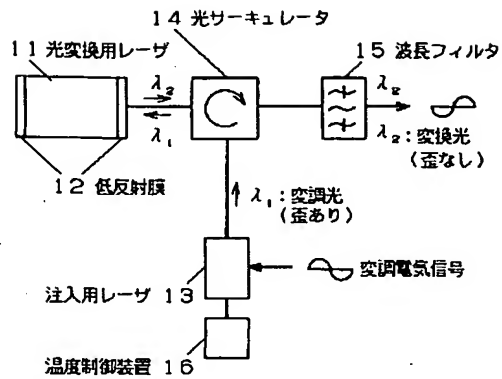 14 光サーキュレータ
11 光変換用レーザ
15 波長フィルタ
λ₂
λ₁
λ₂
λ₂:変換光
(歪なし)
12 低反射膜
λ₁:変調光
(歪あり)
変調電気信号
注入用レーザ 13
温度制御装置 16